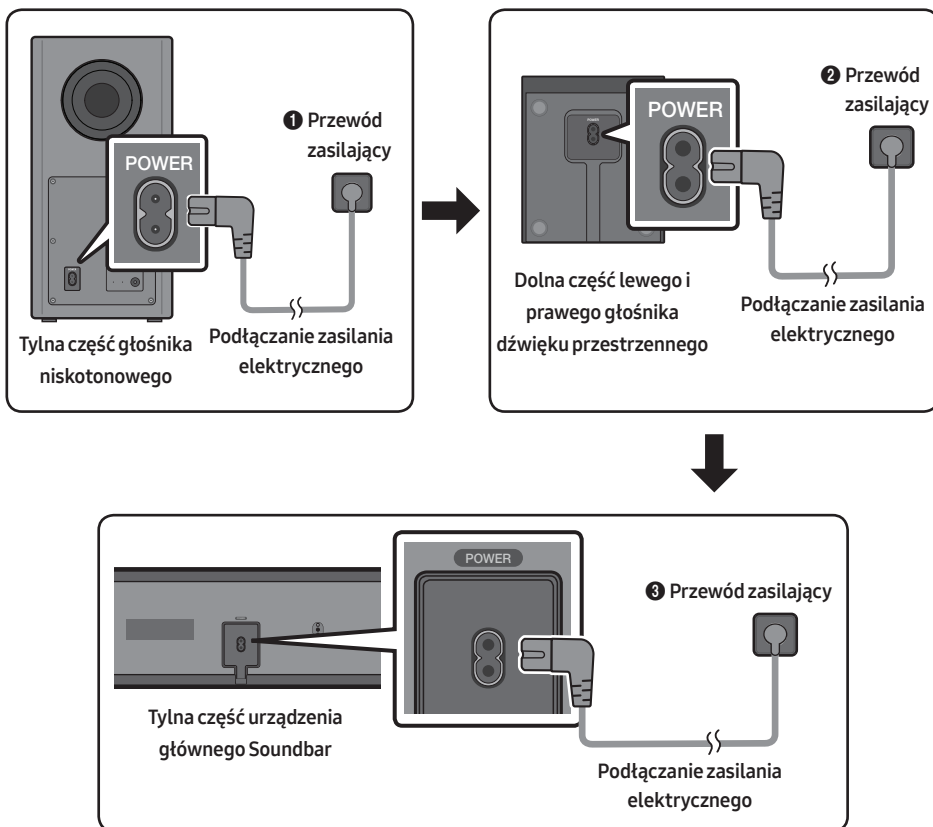 ❶ Przewód
zasilający
POWER
Tylna część głośnika
niskotonowego
Podłączanie zasilania
elektrycznego
❷ Przewód
zasilający
POWER
POWER
Dolna część lewego i
prawego głośnika
dźwięku przestrzennego
Podłączanie zasilania
elektrycznego
POWER
❸ Przewód zasilający
Tylna część urządzenia
głównego Soundbar
Podłączanie zasilania
elektrycznego